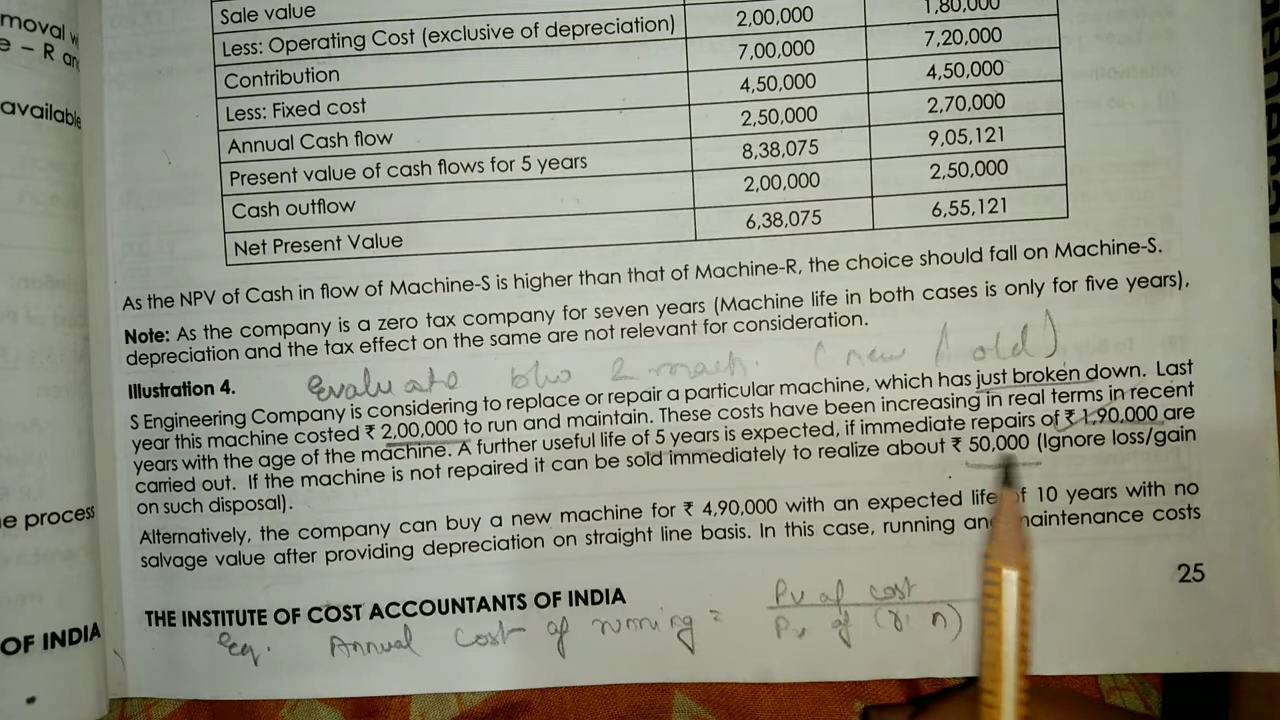 moval w
e – R an
available
e process
OF INDIA
Sale value
Less: Operating Cost (exclusive of depreciation) 2,00,000 1,80,000
Contribution 7,00,000 7,20,000
Less: Fixed cost 4,50,000 4,50,000
Annual Cash flow 2,50,000 2,70,000
Present value of cash flows for 5 years 8,38,075 9,05,121
Cash outflow 2,00,000 2,50,000
Net Present Value 6,38,075 6,55,121
As the NPV of Cash in flow of Machine-S is higher than that of Machine-R, the choice should fall on Machine-S.
Note: As the company is a zero tax company for seven years (Machine life in both cases is only for five years),
depreciation and the tax effect on the same are not relevant for consideration.
Illustration 4. Evaluate b/w 2 mach. (new / old)
S Engineering Company is considering to replace or repair a particular machine, which has just broken down. Last
year this machine costed ₹ 2,00,000 to run and maintain. These costs have been increasing in real terms in recent
years with the age of the machine. A further useful life of 5 years is expected, if immediate repairs of ₹ 1,90,000 are
carried out. If the machine is not repaired it can be sold immediately to realize about ₹ 50,000 (Ignore loss/gain
on such disposal).
Alternatively, the company can buy a new machine for ₹ 4,90,000 with an expected life of 10 years with no
salvage value after providing depreciation on straight line basis. In this case, running and maintenance costs
25
THE INSTITUTE OF COST ACCOUNTANTS OF INDIA
Eq. Annual cost of running = Pv of cost
Pv of (r. n)